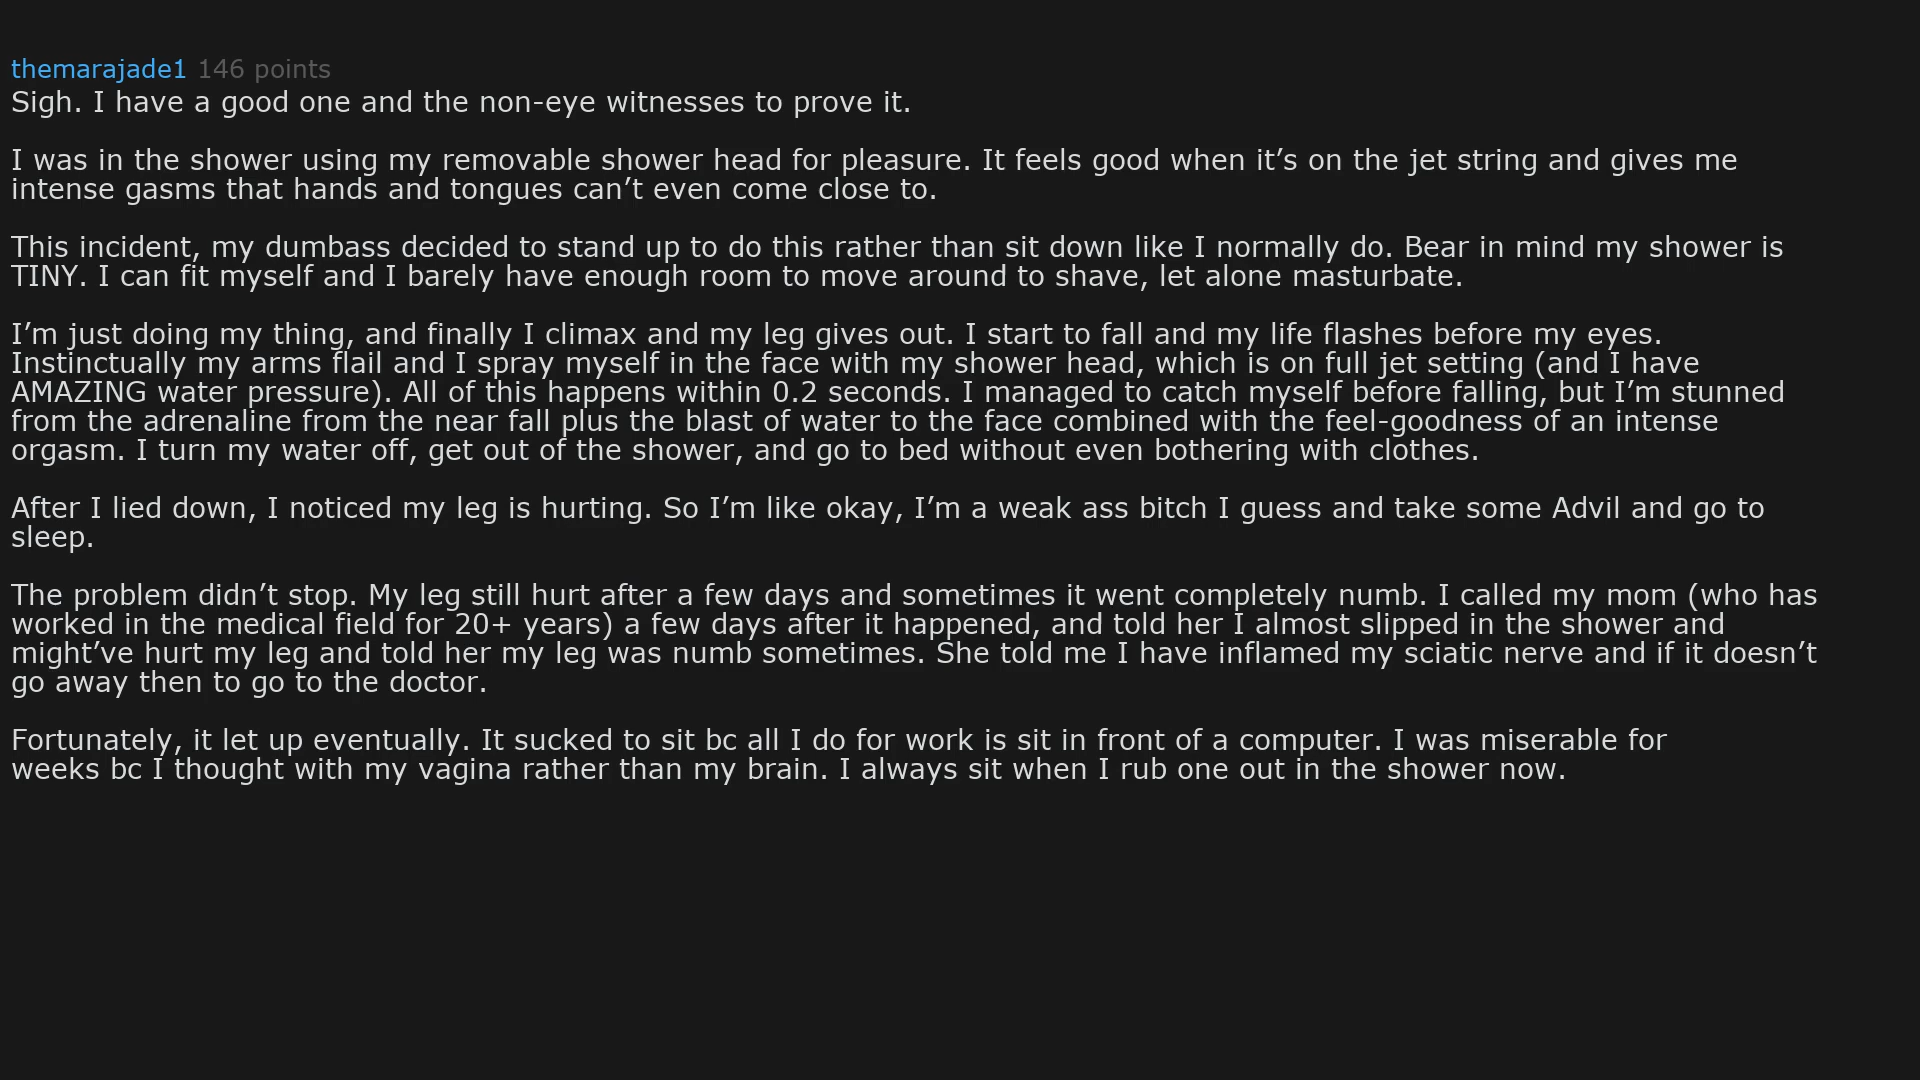 themarajade1 146 points
Sigh. I have a good one and the non-eye witnesses to prove it.
I was in the shower using my removable shower head for pleasure. It feels good when it’s on the jet string and gives me
intense gasms that hands and tongues can’t even come close to.
This incident, my dumbass decided to stand up to do this rather than sit down like I normally do. Bear in mind my shower is
TINY. I can fit myself and I barely have enough room to move around to shave, let alone masturbate.
I’m just doing my thing, and finally I climax and my leg gives out. I start to fall and my life flashes before my eyes.
Instinctually my arms flail and I spray myself in the face with my shower head, which is on full jet setting (and I have
AMAZING water pressure). All of this happens within 0.2 seconds. I managed to catch myself before falling, but I’m stunned
from the adrenaline from the near fall plus the blast of water to the face combined with the feel-goodness of an intense
orgasm. I turn my water off, get out of the shower, and go to bed without even bothering with clothes.
After I lied down, I noticed my leg is hurting. So I’m like okay, I’m a weak ass bitch I guess and take some Advil and go to
sleep.
The problem didn’t stop. My leg still hurt after a few days and sometimes it went completely numb. I called my mom (who has
worked in the medical field for 20+ years) a few days after it happened, and told her I almost slipped in the shower and
might’ve hurt my leg and told her my leg was numb sometimes. She told me I have inflamed my sciatic nerve and if it doesn’t
go away then to go to the doctor.
Fortunately, it let up eventually. It sucked to sit bc all I do for work is sit in front of a computer. I was miserable for
weeks bc I thought with my vagina rather than my brain. I always sit when I rub one out in the shower now.